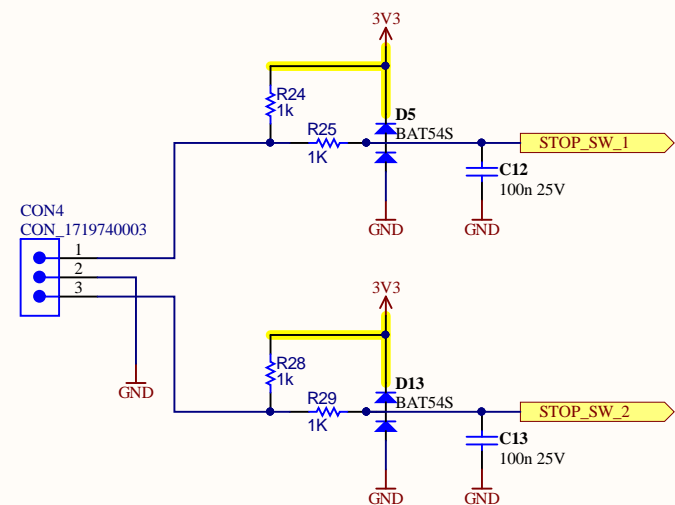 3V3
R24
1k
D5
R25
BAT54S
1K
STOP_SW_1
C12
100n 25V
GND
GND
CON4
CON_1719740003
1
2
3
GND
3V3
R28
1k
D13
R29
BAT54S
1K
STOP_SW_2
C13
100n 25V
GND
GND